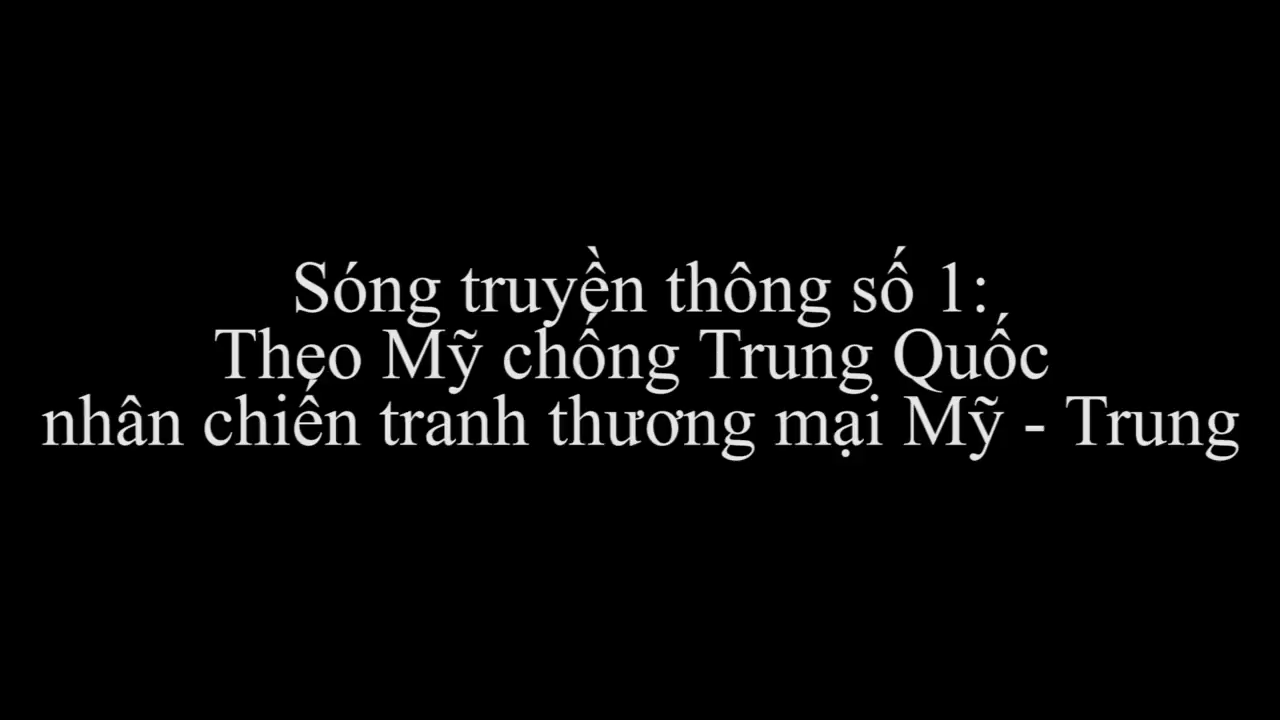 Sóng truyền thông số 1:
Theo Mỹ chống Trung Quốc
nhân chiến tranh thương mại Mỹ - Trung